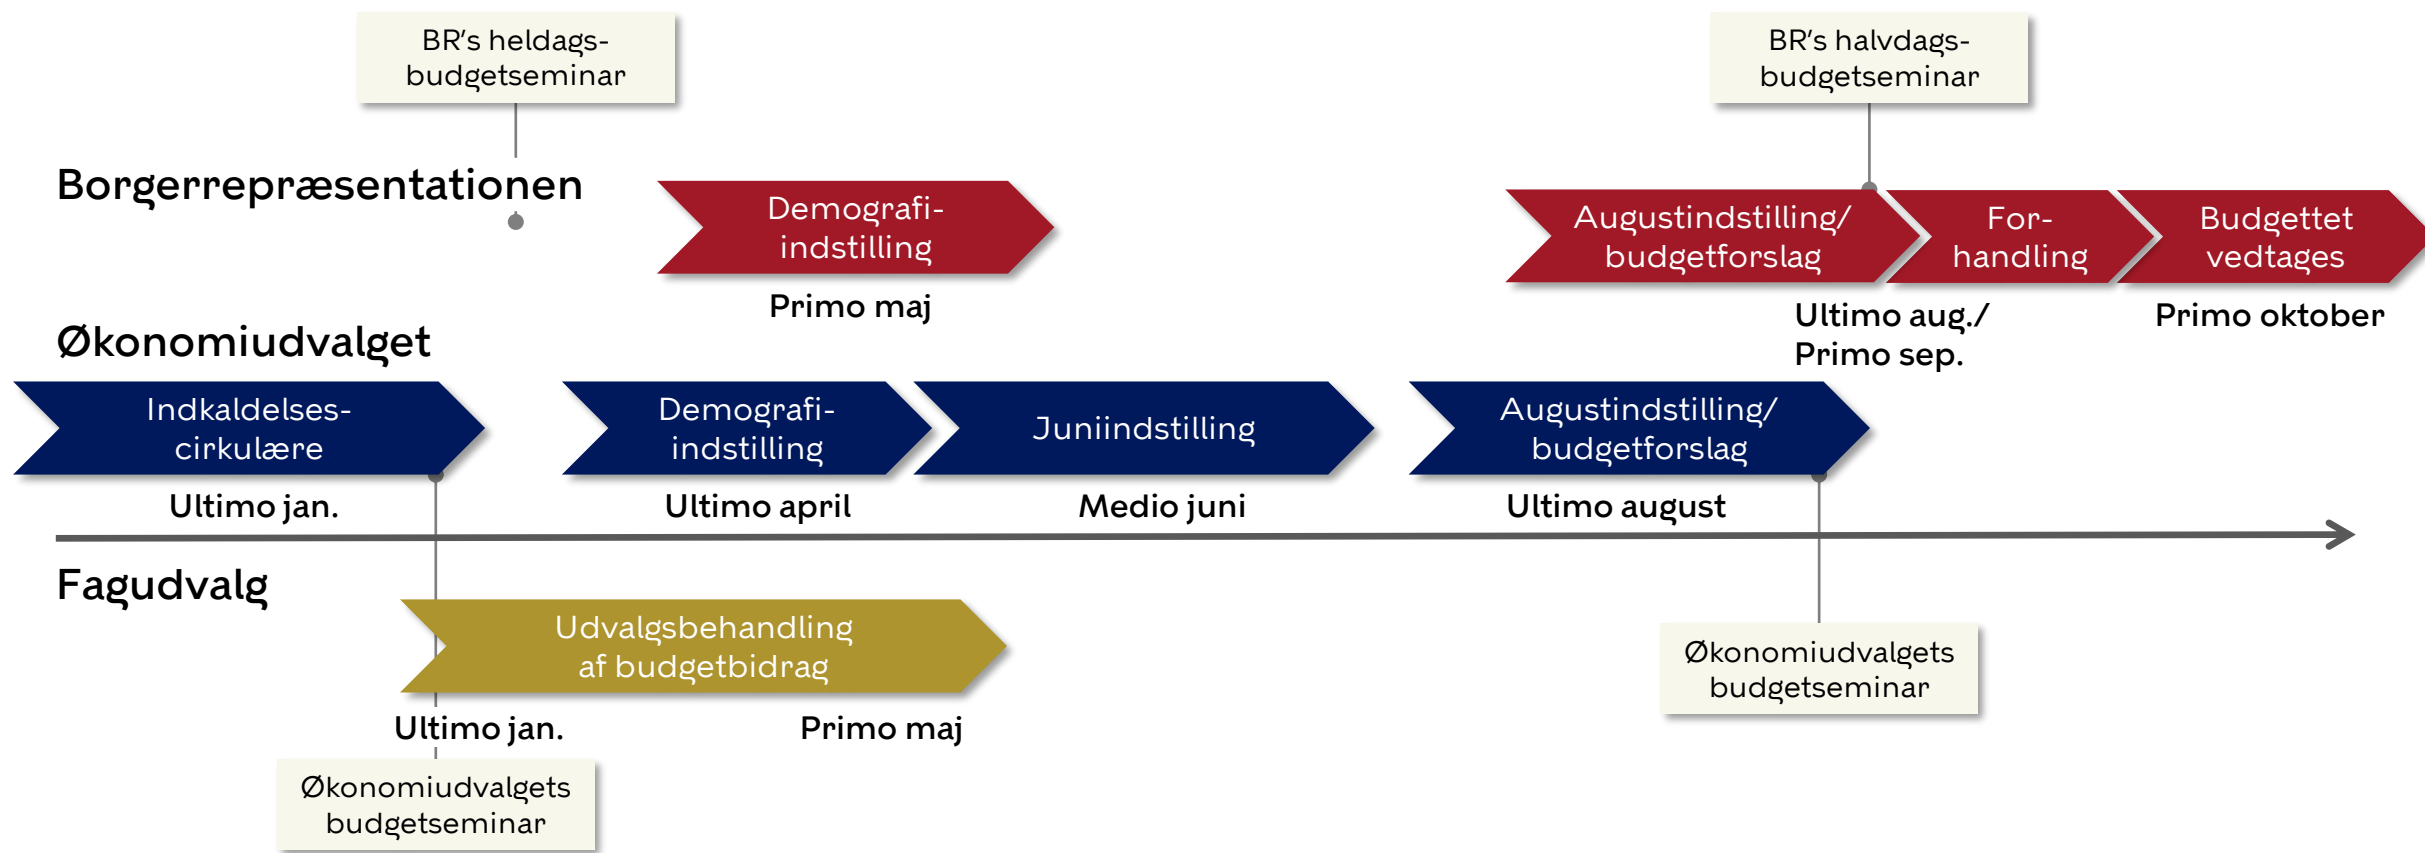 BR’s heldags-
budgetseminar
BR’s halvdags-
budgetseminar
Borgerrepræsentationen
Demografi-
indstilling
Primo maj
Augustindstilling/
budgetforslag
For-
handling
Budgettet
vedtages
Ultimo aug./
Primo sep.
Primo oktober
Økonomiudvalget
Indkaldelses-
cirkulære
Ultimo jan.
Demografi-
indstilling
Ultimo april
Juniindstilling
Medio juni
Augustindstilling/
budgetforslag
Ultimo august
Fagudvalg
Udvalgsbehandling
af budgetbidrag
Ultimo jan.
Primo maj
Økonomiudvalgets
budgetseminar
Økonomiudvalgets
budgetseminar